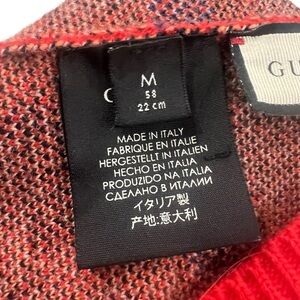 M
58
22 cm
G
GU
MADE IN ITALY
FABRIQUE EN ITALIE
HERGESTELLT IN ITALIEN
HECHO EN ITALIA
PRODUZIDO NA ITALIA
СДЕЛАНО В ИТАЛИИ
イタリア製
产地:意大利